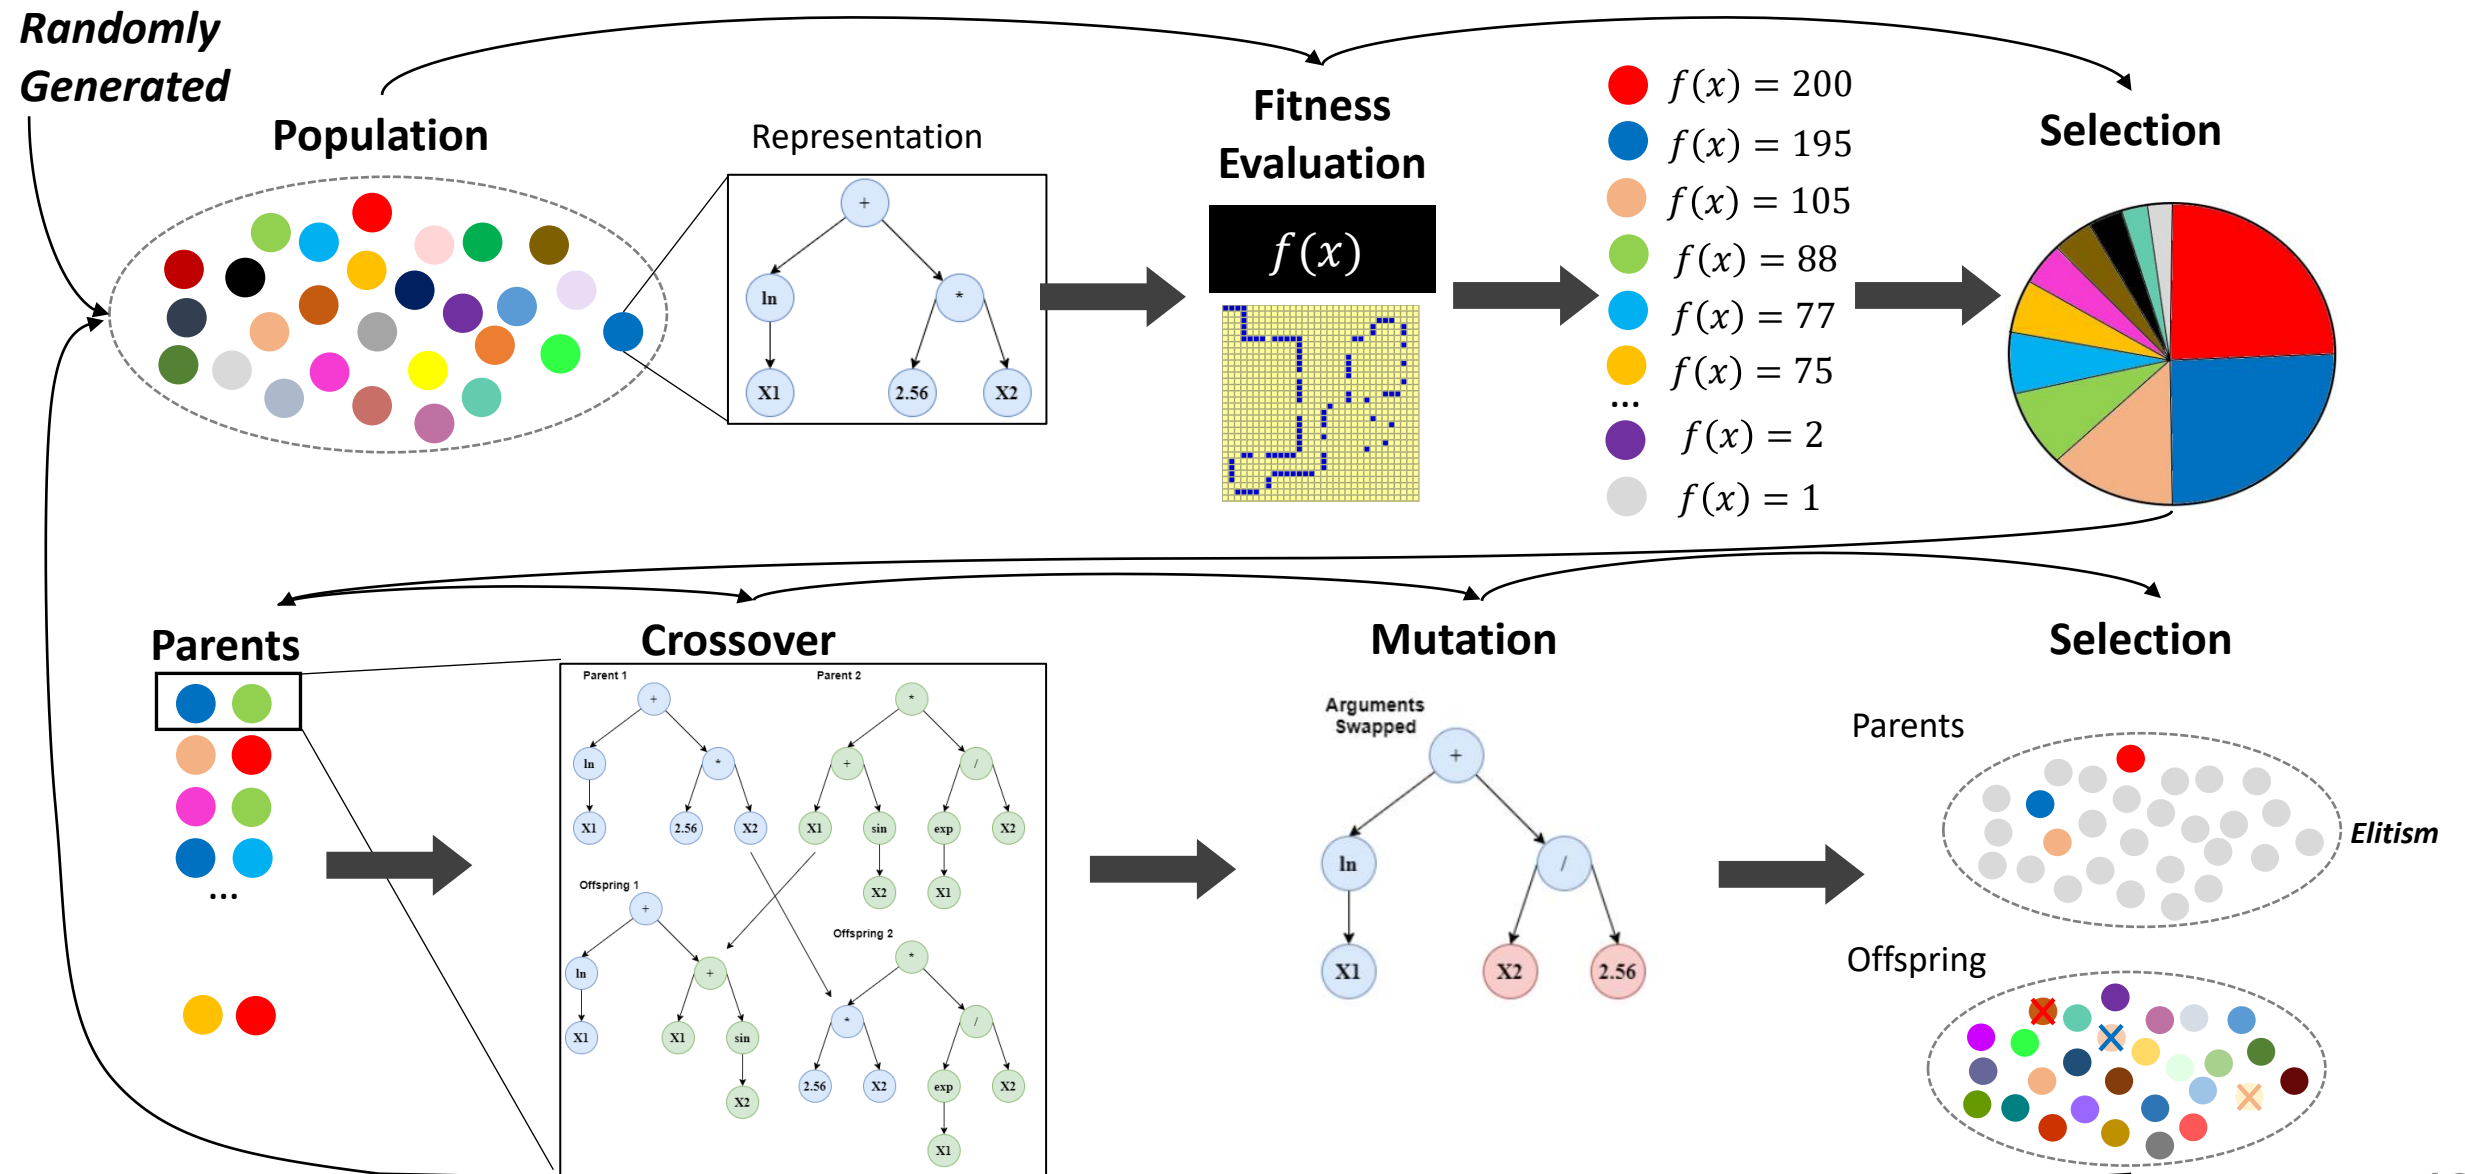 Randomly
Generated
Population
Representation
+
ln
*
X1
2.56
X2
Fitness
Evaluation
f(x)
f(x) = 200
f(x) = 195
f(x) = 105
f(x) = 88
f(x) = 77
f(x) = 75
...
f(x) = 2
f(x) = 1
Selection
Parents
...
Crossover
Parent 1
+
ln
*
X1
2.56
X2
Parent 2
*
+
/
X1
sin
exp
X2
X2
X1
Offspring 1
+
ln
+
X1
X1
sin
X2
Offspring 2
*
*
/
2.56
X2
exp
X2
X1
Mutation
Arguments
Swapped
+
ln
/
X1
X2
2.56
Selection
Parents
Elitism
Offspring